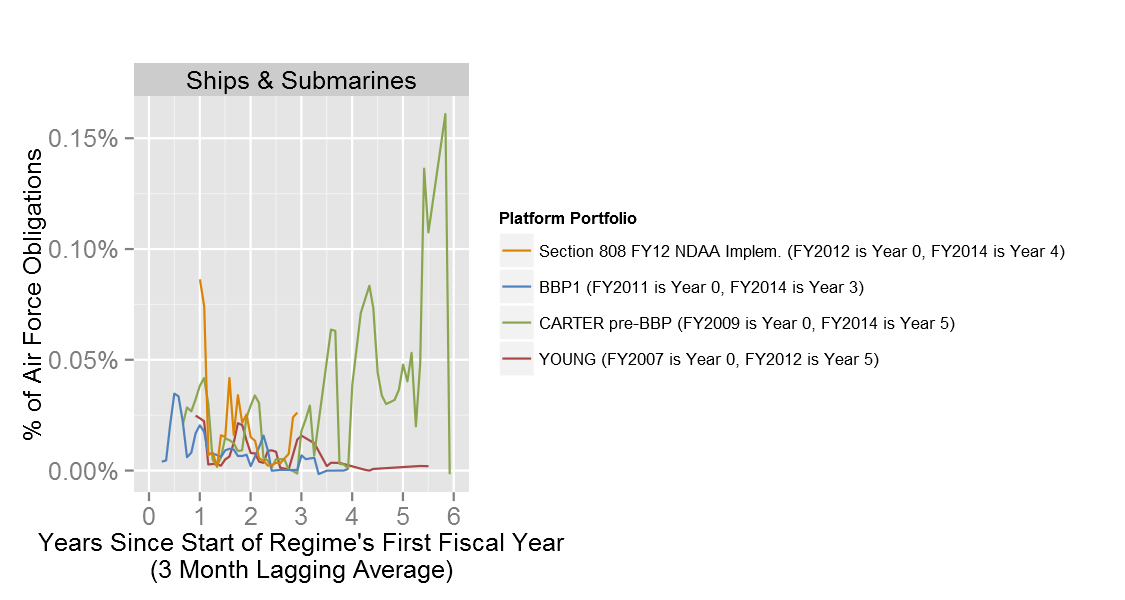 Ships & Submarines
% of Air Force Obligations
0.15%
0.10%
0.05%
0.00%
0 1 2 3 4 5 6
Years Since Start of Regime's First Fiscal Year
(3 Month Lagging Average)
Platform Portfolio
Section 808 FY12 NDAA Implem. (FY2012 is Year 0, FY2014 is Year 4)
BBP1 (FY2011 is Year 0, FY2014 is Year 3)
CARTER pre-BBP (FY2009 is Year 0, FY2014 is Year 5)
YOUNG (FY2007 is Year 0, FY2012 is Year 5)